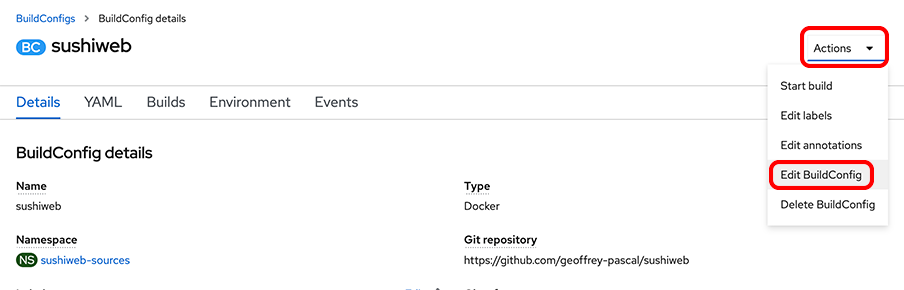 BuildConfigs > BuildConfig details
BC sushiweb
Actions
Start build
Edit labels
Edit annotations
Edit BuildConfig
Delete BuildConfig
Details YAML Builds Environment Events
BuildConfig details
Name
sushiweb
Type
Docker
Namespace
NS sushiweb-sources
Git repository
https://github.com/geoffrey-pascal/sushiweb